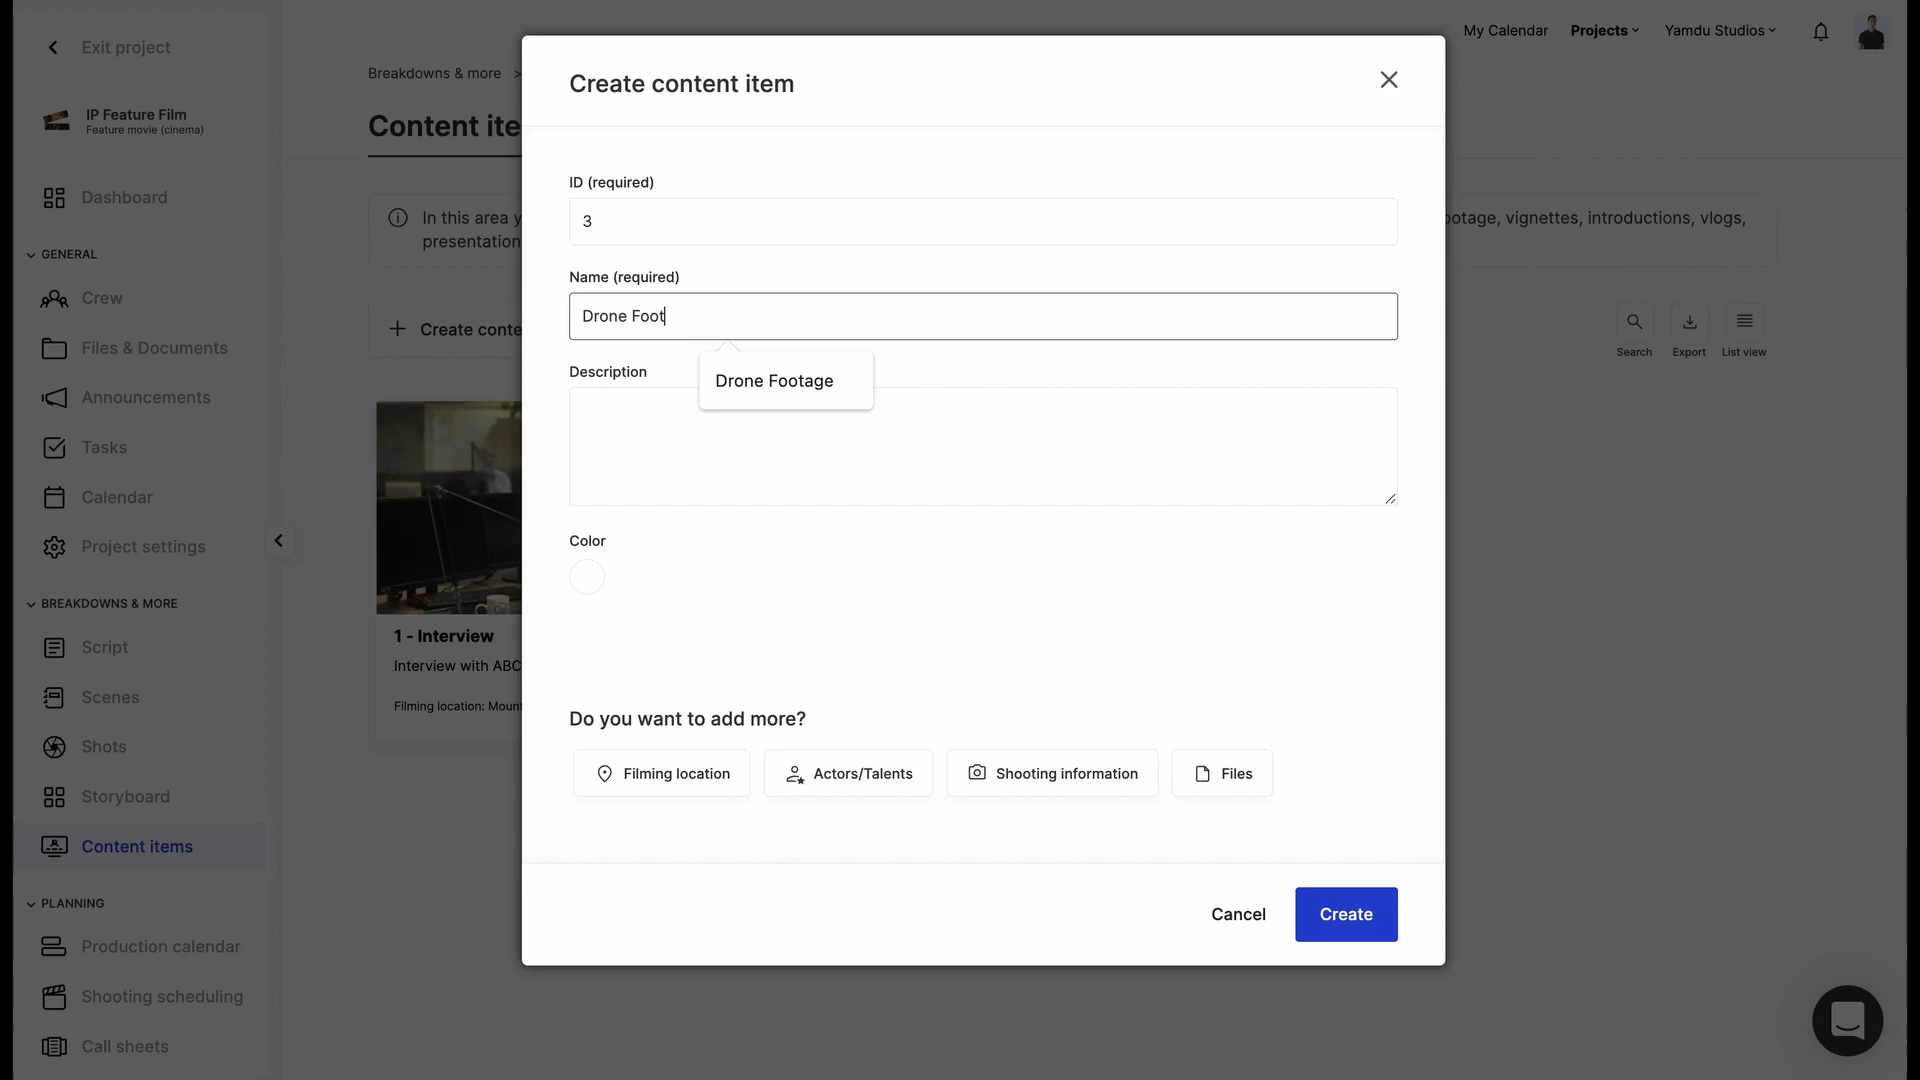 Exit project
IP Feature Film
Feature movie (cinema)
Dashboard
GENERAL
Crew
Files & Documents
Announcements
Tasks
Calendar
Project settings
BREAKDOWNS & MORE
Script
Scenes
Shots
Storyboard
Content items
PLANNING
Production calendar
Shooting scheduling
Call sheets
My Calendar
Projects
Yamdu Studios
Breakdowns & more >
Content ite
In this area y
ootage, vignettes, introductions, vlogs,
presentation
+ Create conte
Search
Export
List view
1 - Interview
Interview with ABC
Filming location: Mount
Create content item
ID (required)
3
Name (required)
Drone Foot
Drone Footage
Description
Color
Do you want to add more?
Filming location
Actors/Talents
Shooting information
Files
Cancel
Create